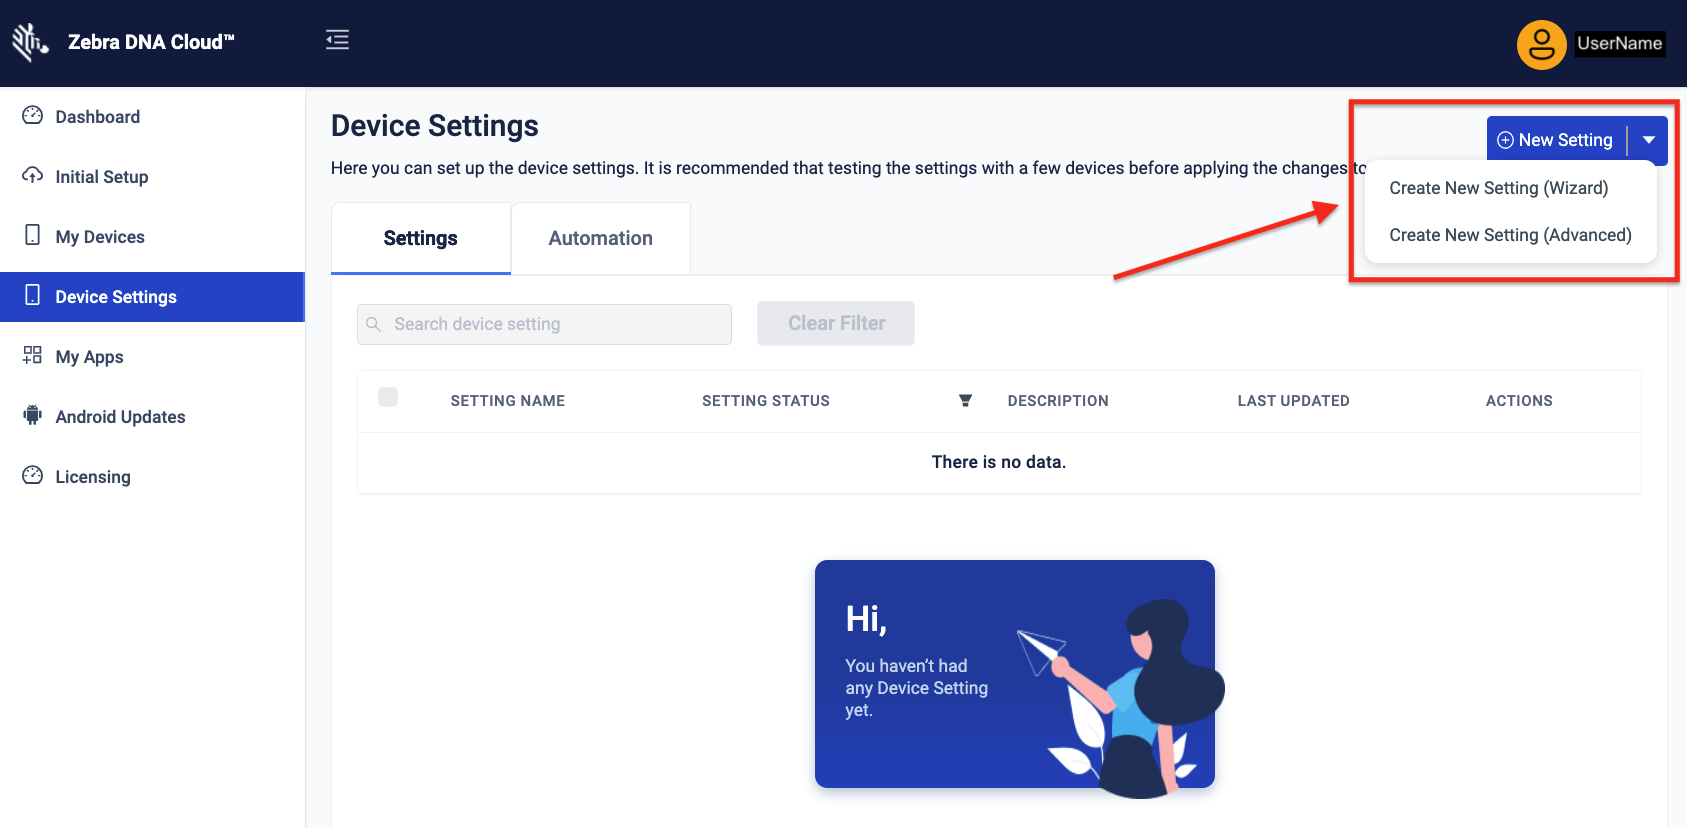 Zebra DNA Cloud™
UserName
Dashboard
Initial Setup
My Devices
Device Settings
My Apps
Android Updates
Licensing
Device Settings
Here you can set up the device settings. It is recommended that testing the settings with a few devices before applying the changes to
New Setting
Create New Setting (Wizard)
Create New Setting (Advanced)
Settings
Automation
Search device setting
Clear Filter
SETTING NAME SETTING STATUS DESCRIPTION LAST UPDATED ACTIONS
There is no data.
Hi,
You haven’t had
any Device Setting
yet.